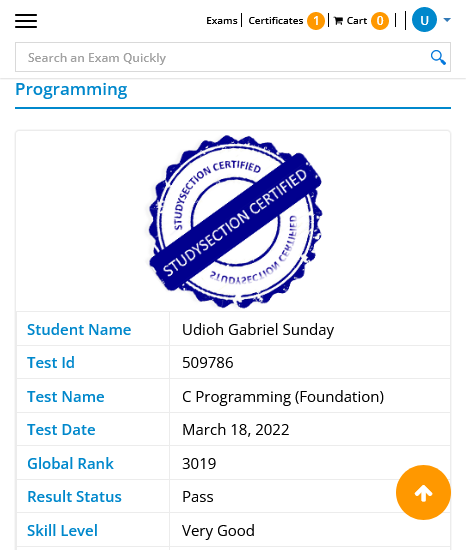 Exams Certificates 1 Cart 0 U
Search an Exam Quickly
Programming
STUDYSECTION CERTIFIED
STUDYSECTION CERTIFIED
STUDYSECTION CERTIFIED
Student Name Udioh Gabriel Sunday
Test Id 509786
Test Name C Programming (Foundation)
Test Date March 18, 2022
Global Rank 3019
Result Status Pass
Skill Level Very Good